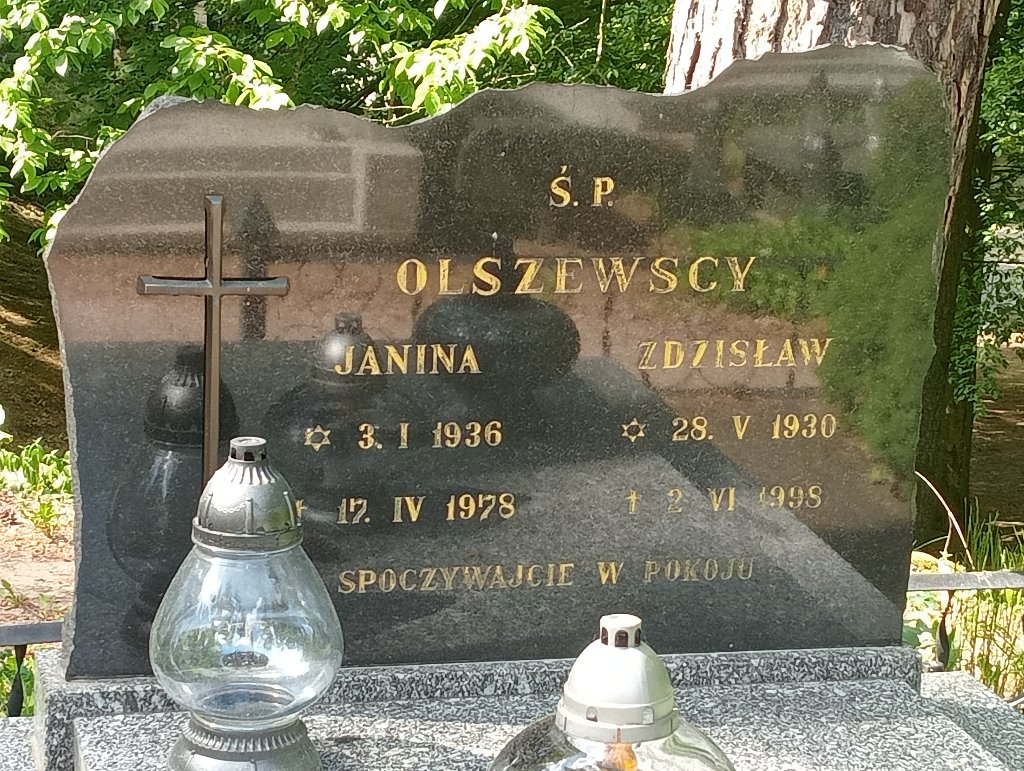 Ś. P.
OLSZEWSCY
JANINA ZDZISŁAW
✡ 3. I 1936 ✡ 28. V 1930
† 17. IV 1978 † 2 VI 1998
SPOCZYWAJCIE W POKOJU